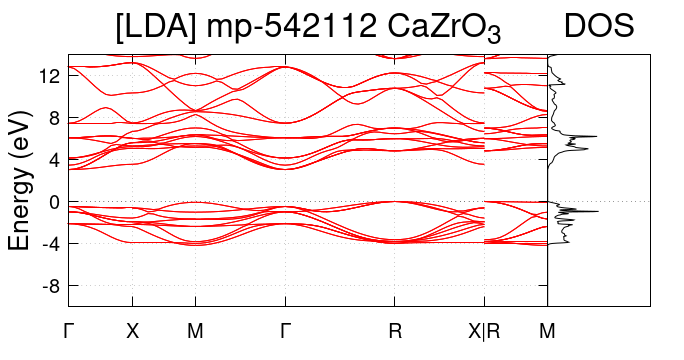 [LDA] mp-542112 CaZrO3 DOS
Energy (eV)
12
8
4
0
-4
-8
Γ X M Γ R X|R M